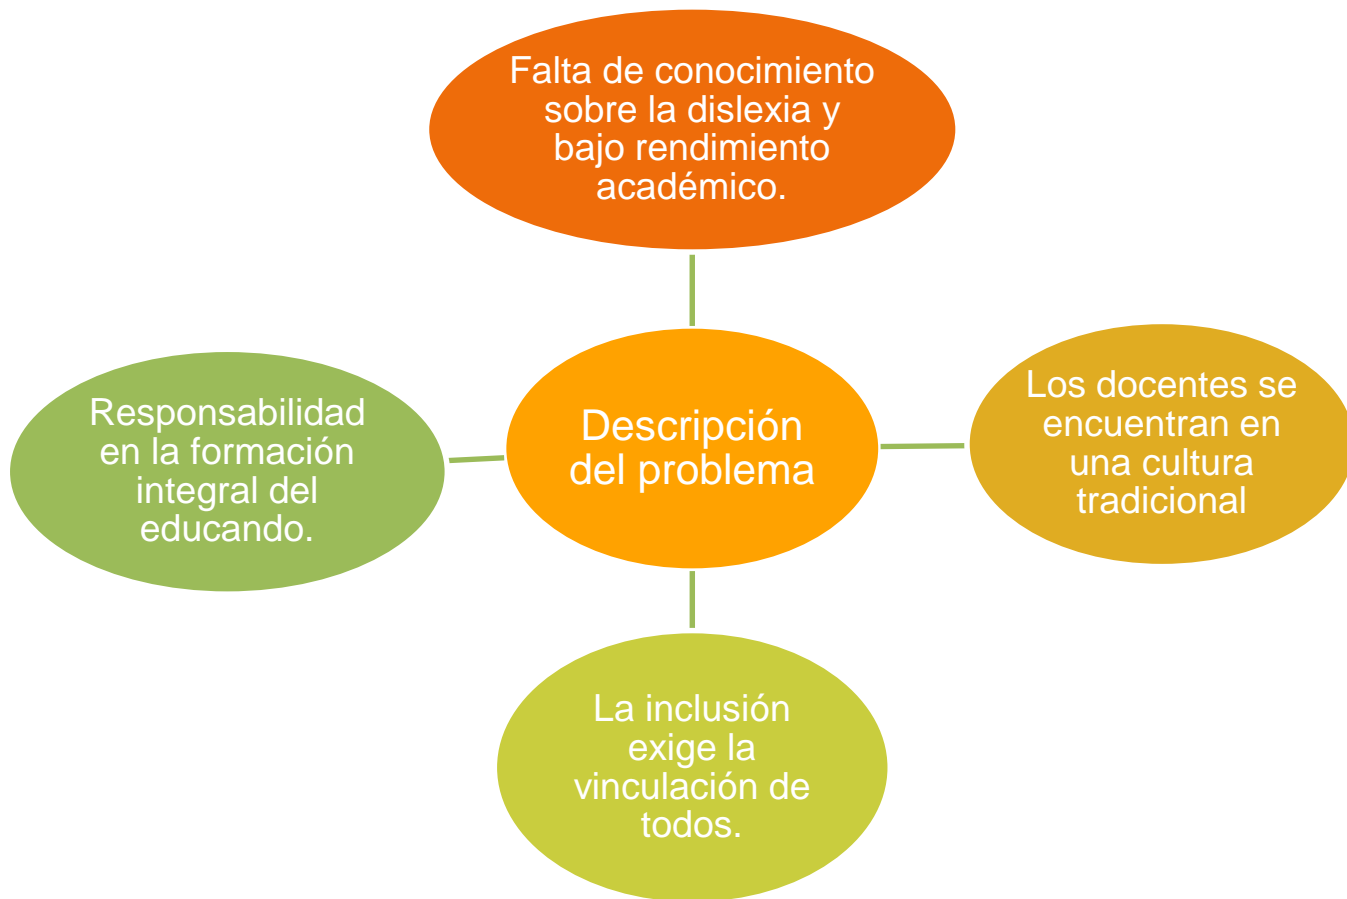 Falta de conocimiento
sobre la dislexia y
bajo rendimiento
académico.
Responsabilidad
en la formación
integral del
educando.
Descripción
del problema
Los docentes se
encuentran en
una cultura
tradicional
La inclusión
exige la
vinculación de
todos.